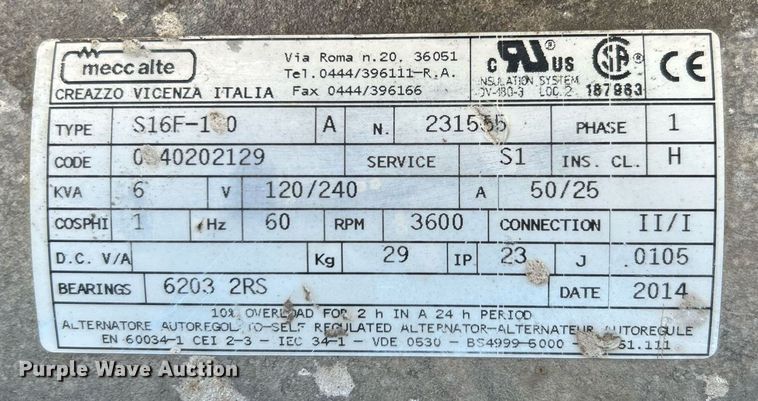 meccalte
Via Roma n.20, 36051
Tel.0444/396111-R.A.
CREAZZO VICENZA ITALIA Fax 0444/396166
c UR US
INSULATION SYSTEM
SA
187983
CE
TYPE A N. PHASE 1
CODE SERVICE S1 INS. CL. H
KVA 6 V 120/240 A 50/25
COSPHI 1 Hz 60 RPM 3600 CONNECTION II/I
D.C. V/A Kg 29 IP 23 J 0105
BEARINGS 6203 2RS DATE 2014
10% OVERLOAD FOR 2 h IN A 24 h PERIOD
ALTERNATORE SELF REGULATED ALTERNATOR-ALTERNATEUR AUTOREGULE
EN 60034-1 CEI 2-3 - IEC 34-1 - VDE 0530 - BS4999-5000
Purple Wave Auction